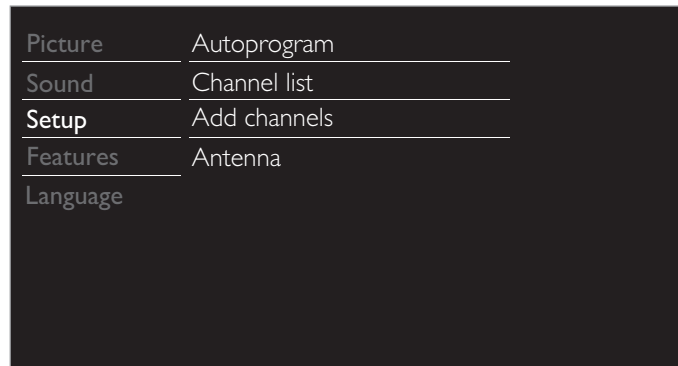 Picture Autoprogram
Sound Channel list
Setup Add channels
Features Antenna
Language